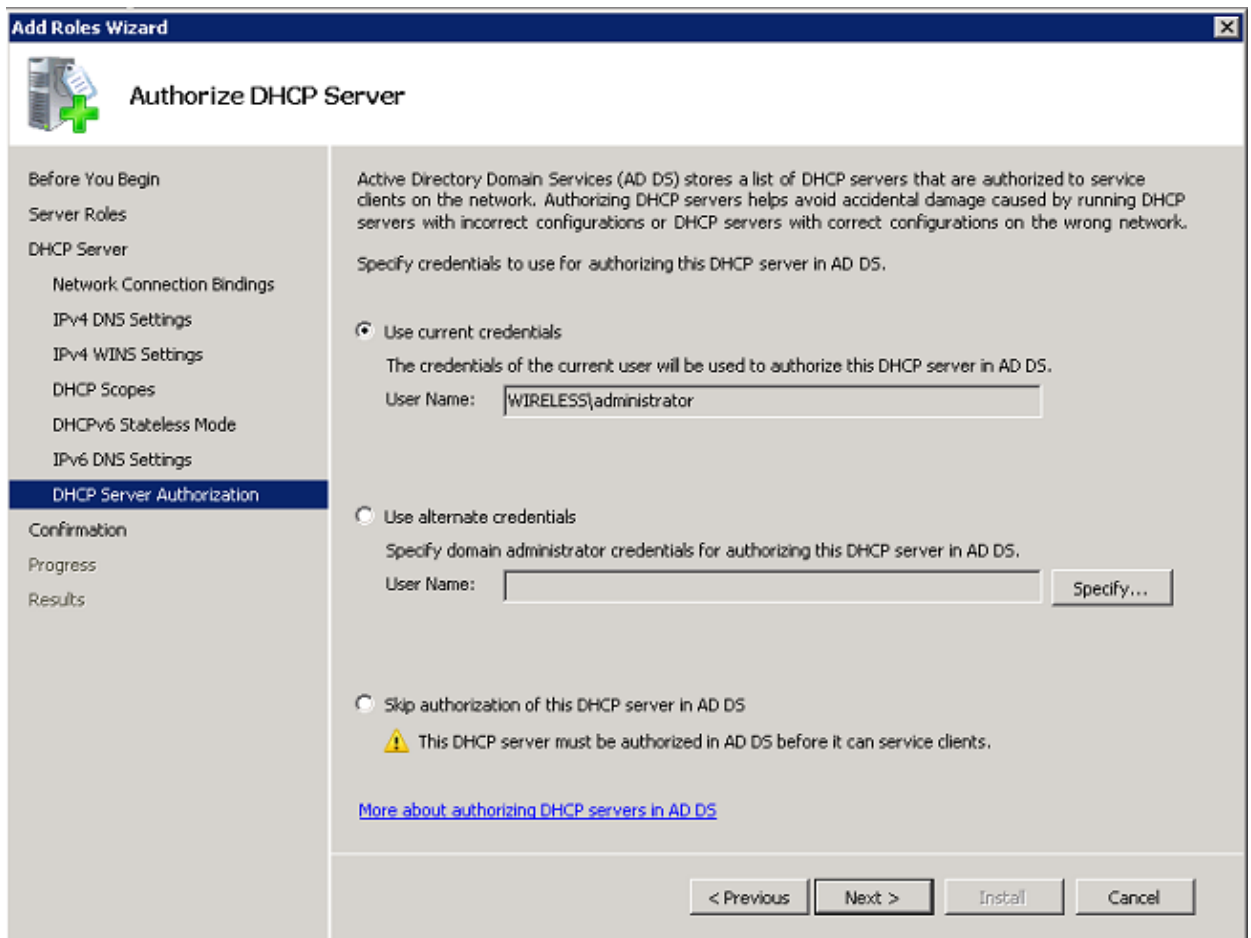 Add Roles Wizard
Authorize DHCP Server
Before You Begin
Server Roles
DHCP Server
Network Connection Bindings
IPv4 DNS Settings
IPv4 WINS Settings
DHCP Scopes
DHCPv6 Stateless Mode
IPv6 DNS Settings
DHCP Server Authorization
Confirmation
Progress
Results
Active Directory Domain Services (AD DS) stores a list of DHCP servers that are authorized to service
clients on the network. Authorizing DHCP servers helps avoid accidental damage caused by running DHCP
servers with incorrect configurations or DHCP servers with correct configurations on the wrong network.
Specify credentials to use for authorizing this DHCP server in AD DS.
Use current credentials
The credentials of the current user will be used to authorize this DHCP server in AD DS.
User Name: WIRELESS\administrator
Use alternate credentials
Specify domain administrator credentials for authorizing this DHCP server in AD DS.
User Name: Specify...
Skip authorization of this DHCP server in AD DS
This DHCP server must be authorized in AD DS before it can service clients.
More about authorizing DHCP servers in AD DS
< Previous Next > Install Cancel